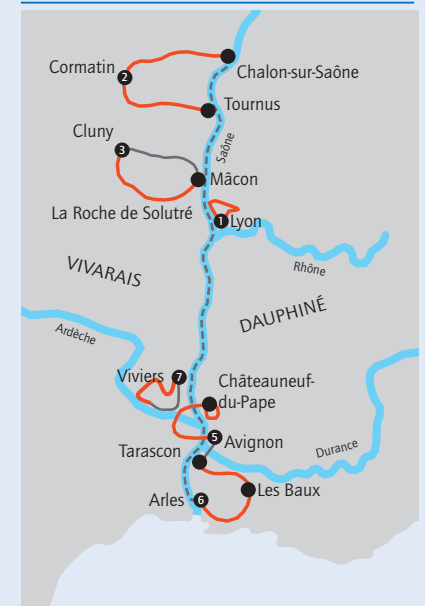 Cormatin
2
Chalon-sur-Saône
Tournus
Cluny
3
Saône
Mâcon
La Roche de Solutré
1
Lyon
Rhône
VIVARAIS
DAUPHINÉ
Ardèche
Viviers
7
Châteauneuf-
du-Pape
5
Avignon
Tarascon
Durance
Les Baux
Arles
6